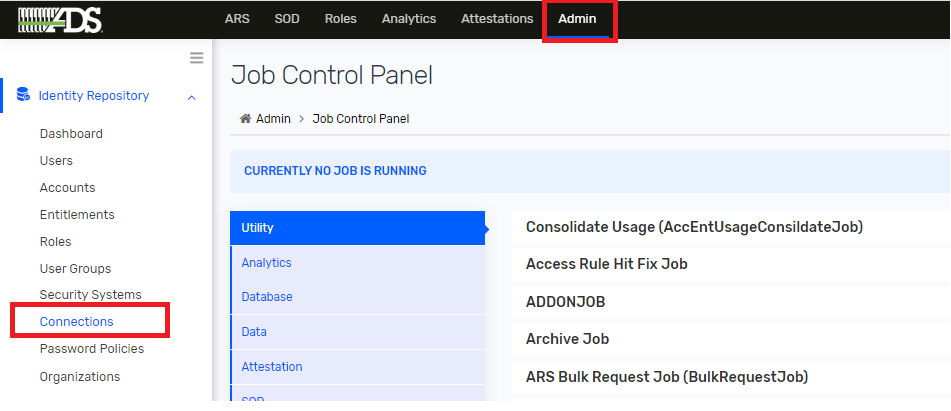 ADS ARS SOD Roles Analytics Attestations Admin
Job Control Panel
Identity Repository
Admin > Job Control Panel
Dashboard
Users
Accounts
Entitlements
Roles
User Groups
Security Systems
Connections
Password Policies
Organizations
CURRENTLY NO JOB IS RUNNING
Utility
Analytics
Database
Data
Attestation
SOD
Consolidate Usage (AccEntUsageConsildateJob)
Access Rule Hit Fix Job
ADDONJOB
Archive Job
ARS Bulk Request Job (BulkRequestJob)